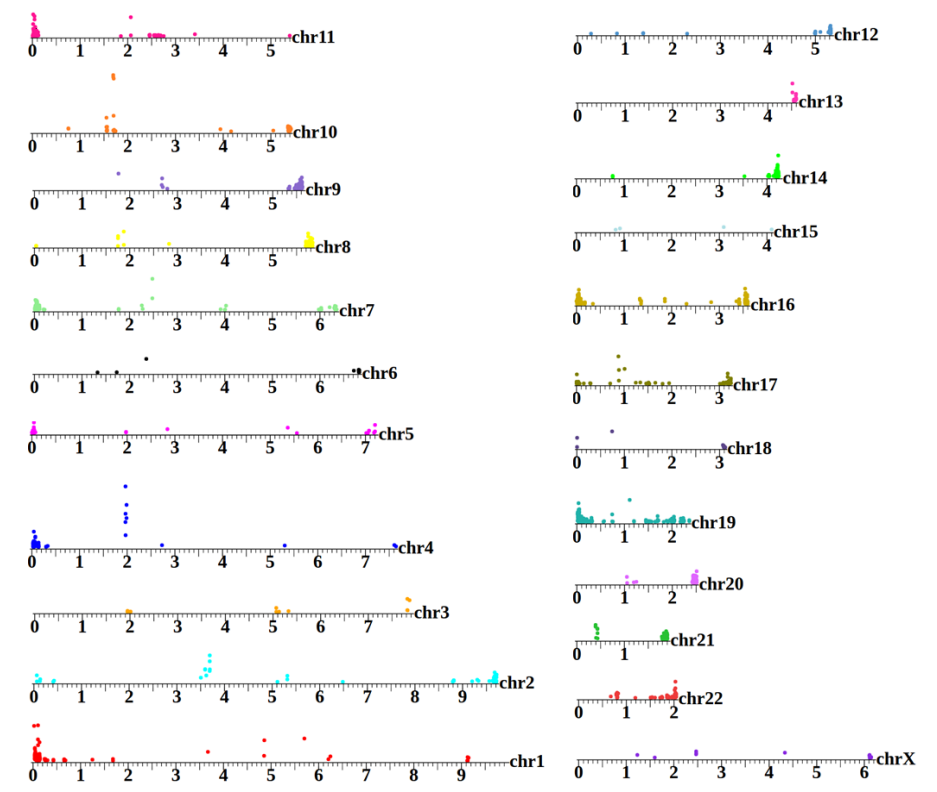 chr11
0 1 2 3 4 5
chr10
0 1 2 3 4 5
chr9
0 1 2 3 4 5
chr8
0 1 2 3 4 5
chr7
0 1 2 3 4 5 6
chr6
0 1 2 3 4 5 6
chr5
0 1 2 3 4 5 6 7
chr4
0 1 2 3 4 5 6 7
chr3
0 1 2 3 4 5 6 7
chr2
0 1 2 3 4 5 6 7 8 9
chr1
0 1 2 3 4 5 6 7 8 9
chr12
0 1 2 3 4 5
chr13
0 1 2 3 4
chr14
0 1 2 3 4
chr15
0 1 2 3 4
chr16
0 1 2 3
chr17
0 1 2 3
chr18
0 1 2 3
chr19
0 1 2
chr20
0 1 2
chr21
0 1
chr22
0 1 2
chrX
0 1 2 3 4 5 6